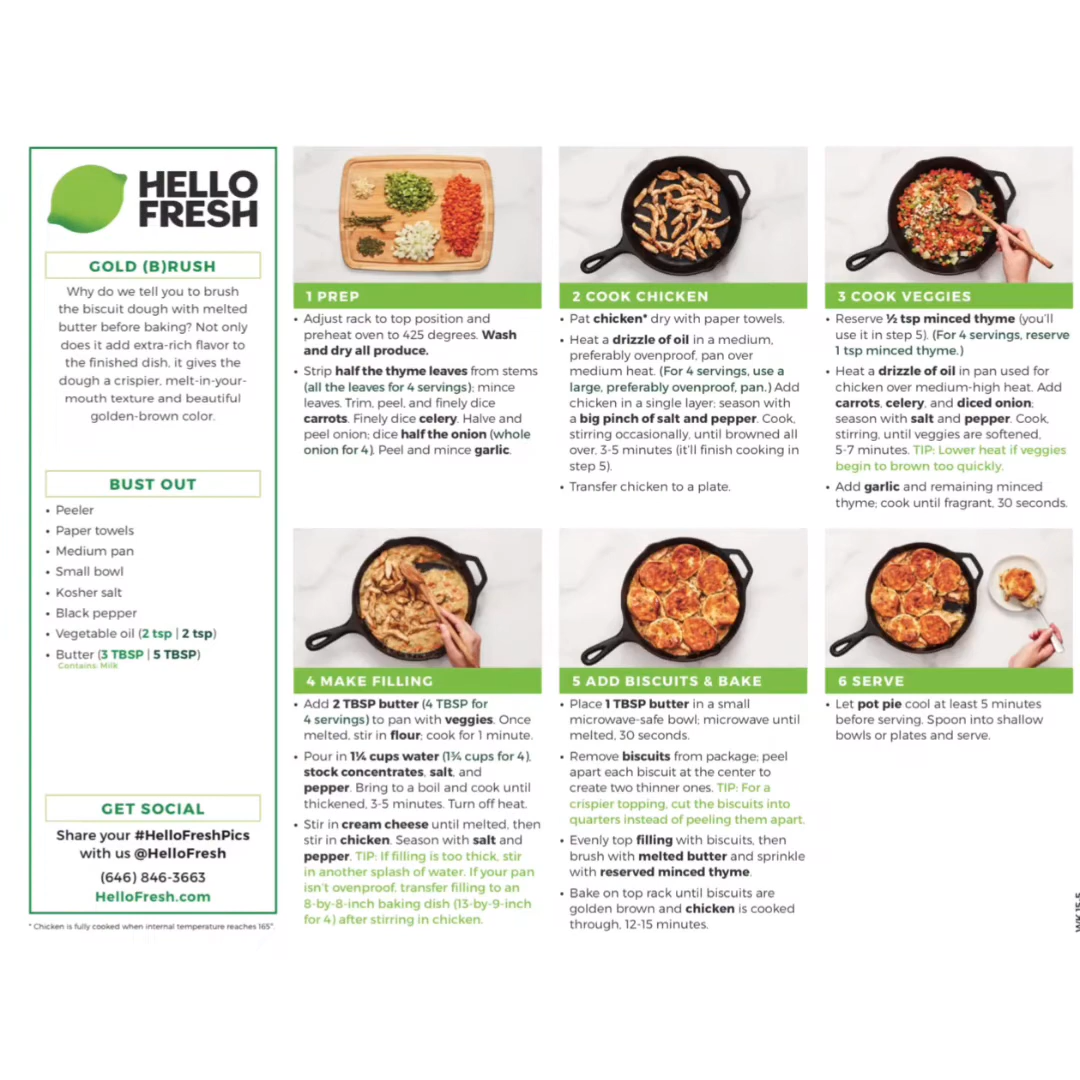 HELLO
FRESH
GOLD (B)RUSH
Why do we tell you to brush
the biscuit dough with melted
butter before baking? Not only
does it add extra-rich flavor to
the finished dish, it gives the
dough a crispier, melt-in-your-
mouth texture and beautiful
golden-brown color.
BUST OUT
• Peeler
• Paper towels
• Medium pan
• Small bowl
• Kosher salt
• Black pepper
• Vegetable oil (2 tsp | 2 tsp)
• Butter (3 TBSP | 5 TBSP)
Contains: Milk
GET SOCIAL
Share your #HelloFreshPics
with us @HelloFresh
(646) 846-3663
HelloFresh.com
* Chicken is fully cooked when internal temperature reaches 165°.
1 PREP
• Adjust rack to top position and
preheat oven to 425 degrees. Wash
and dry all produce.
• Strip half the thyme leaves from stems
(all the leaves for 4 servings); mince
leaves. Trim, peel, and finely dice
carrots. Finely dice celery. Halve and
peel onion; dice half the onion (whole
onion for 4). Peel and mince garlic.
2 COOK CHICKEN
• Pat chicken* dry with paper towels.
• Heat a drizzle of oil in a medium,
preferably ovenproof, pan over
medium heat. (For 4 servings, use a
large, preferably ovenproof, pan.) Add
chicken in a single layer; season with
a big pinch of salt and pepper. Cook,
stirring occasionally, until browned all
over, 3-5 minutes (it'll finish cooking in
step 5).
• Transfer chicken to a plate.
3 COOK VEGGIES
• Reserve ½ tsp minced thyme (you'll
use it in step 5). (For 4 servings, reserve
1 tsp minced thyme.)
• Heat a drizzle of oil in pan used for
chicken over medium-high heat. Add
carrots, celery, and diced onion;
season with salt and pepper. Cook,
stirring, until veggies are softened,
5-7 minutes. TIP: Lower heat if veggies
begin to brown too quickly.
• Add garlic and remaining minced
thyme; cook until fragrant, 30 seconds.
4 MAKE FILLING
• Add 2 TBSP butter (4 TBSP for
4 servings) to pan with veggies. Once
melted, stir in flour; cook for 1 minute.
• Pour in 1¼ cups water (1¾ cups for 4),
stock concentrates, salt, and
pepper. Bring to a boil and cook until
thickened, 3-5 minutes. Turn off heat.
• Stir in cream cheese until melted, then
stir in chicken. Season with salt and
pepper. TIP: If filling is too thick, stir
in another splash of water. If your pan
isn't ovenproof, transfer filling to an
8-by-8-inch baking dish (13-by-9-inch
for 4) after stirring in chicken.
5 ADD BISCUITS & BAKE
• Place 1 TBSP butter in a small
microwave-safe bowl; microwave until
melted, 30 seconds.
• Remove biscuits from package; peel
apart each biscuit at the center to
create two thinner ones. TIP: For a
crispier topping, cut the biscuits into
quarters instead of peeling them apart.
• Evenly top filling with biscuits, then
brush with melted butter and sprinkle
with reserved minced thyme.
• Bake on top rack until biscuits are
golden brown and chicken is cooked
through, 12-15 minutes.
6 SERVE
• Let pot pie cool at least 5 minutes
before serving. Spoon into shallow
bowls or plates and serve.
WK 15-5